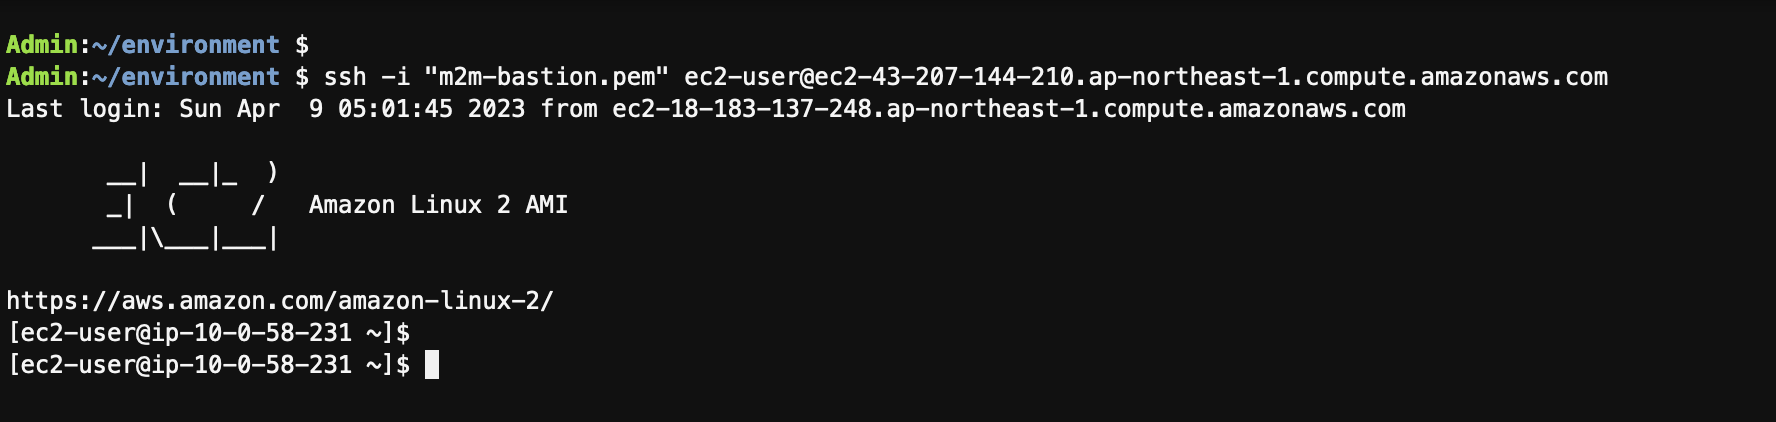 Admin:~/environment $
Admin:~/environment $ ssh -i "m2m-bastion.pem" ec2-user@ec2-43-207-144-210.ap-northeast-1.compute.amazonaws.com
Last login: Sun Apr  9 05:01:45 2023 from ec2-18-183-137-248.ap-northeast-1.compute.amazonaws.com

       __|  __|_  )
       _|  (     /   Amazon Linux 2 AMI
      ___|\___|___|

https://aws.amazon.com/amazon-linux-2/
[ec2-user@ip-10-0-58-231 ~]$
[ec2-user@ip-10-0-58-231 ~]$